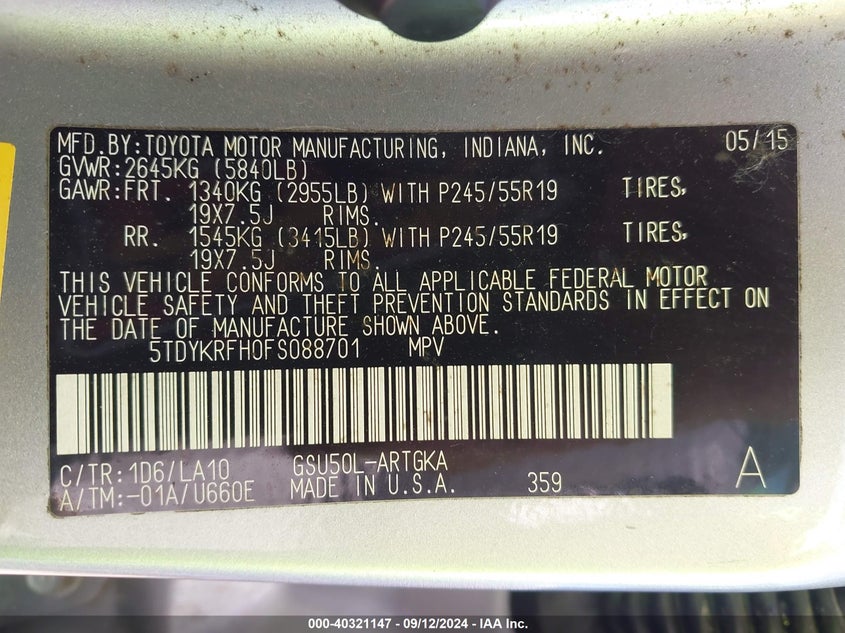 MFD.BY:TOYOTA MOTOR MANUFACTURING, INDIANA, INC. 05/15
GVWR:2645KG (5840LB)
GAWR:FRT. 1340KG (2955LB) WITH P245/55R19 TIRES,
19X7.5J RIMS.
RR. 1545KG (3415LB) WITH P245/55R19 TIRES,
19X7.5J RIMS.
THIS VEHICLE CONFORMS TO ALL APPLICABLE FEDERAL MOTOR
VEHICLE SAFETY AND THEFT PREVENTION STANDARDS IN EFFECT ON
THE DATE OF MANUFACTURE SHOWN ABOVE.
5TDYKRFH0FS088701 MPV
C/TR:1D6/LA10 GSU50L-ARTGKA
A/TM:-01A/U660E MADE IN U.S.A. 359 A
000-40321147 - 09/12/2024 - IAA Inc.